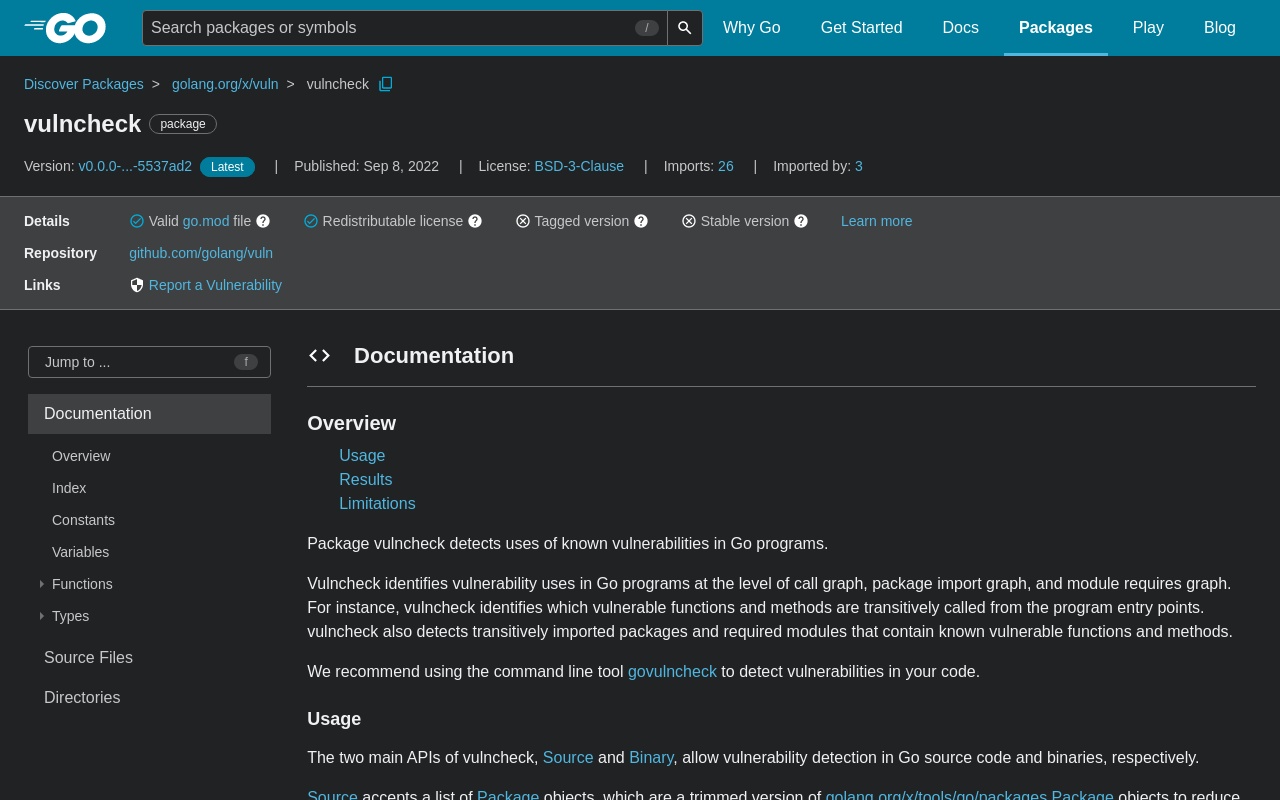 GO
Search packages or symbols /
Why Go Get Started Docs Packages Play Blog
Discover Packages > golang.org/x/vuln > vulncheck
vulncheck package
Version: v0.0.0-...-5537ad2 Latest | Published: Sep 8, 2022 | License: BSD-3-Clause | Imports: 26 | Imported by: 3
Details Valid go.mod file Redistributable license Tagged version Stable version Learn more
Repository github.com/golang/vuln
Links Report a Vulnerability
Jump to ... f
Documentation
Overview
Index
Constants
Variables
Functions
Types
Source Files
Directories
Documentation
Overview
Usage
Results
Limitations
Package vulncheck detects uses of known vulnerabilities in Go programs.
Vulncheck identifies vulnerability uses in Go programs at the level of call graph, package import graph, and module requires graph.
For instance, vulncheck identifies which vulnerable functions and methods are transitively called from the program entry points.
vulncheck also detects transitively imported packages and required modules that contain known vulnerable functions and methods.
We recommend using the command line tool govulncheck to detect vulnerabilities in your code.
Usage
The two main APIs of vulncheck, Source and Binary, allow vulnerability detection in Go source code and binaries, respectively.
Source accepts a list of Package objects, which are a trimmed version of golang.org/x/tools/go/packages.Package objects to reduce